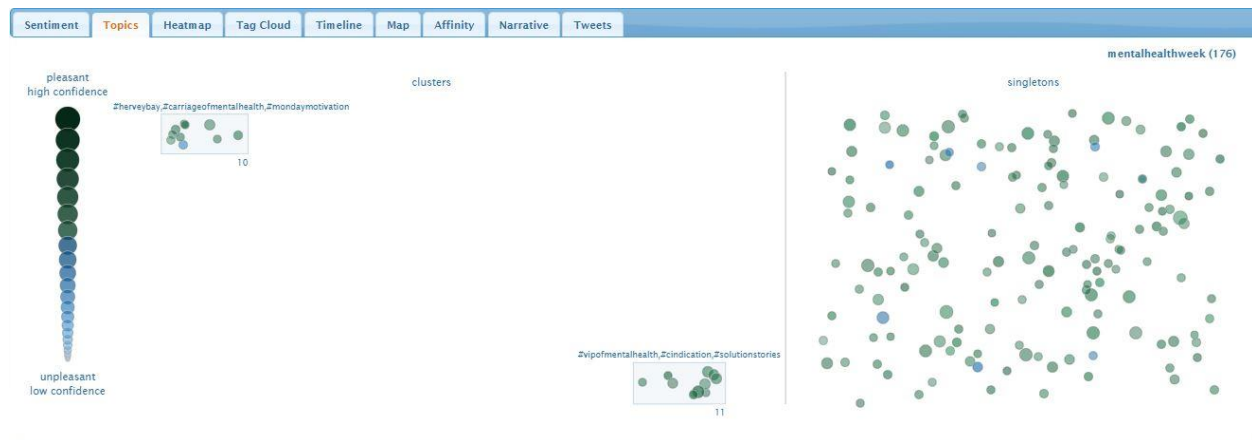 Sentiment Topics Heatmap Tag Cloud Timeline Map Affinity Narrative Tweets
mentalhealthweek (176)
pleasant
high confidence
clusters
singletons
#herveybay,#carriageofmentalhealth,#mondaymotivation
10
#vipofmentalhealth,#cindication,#solutionstories
11
unpleasant
low confidence